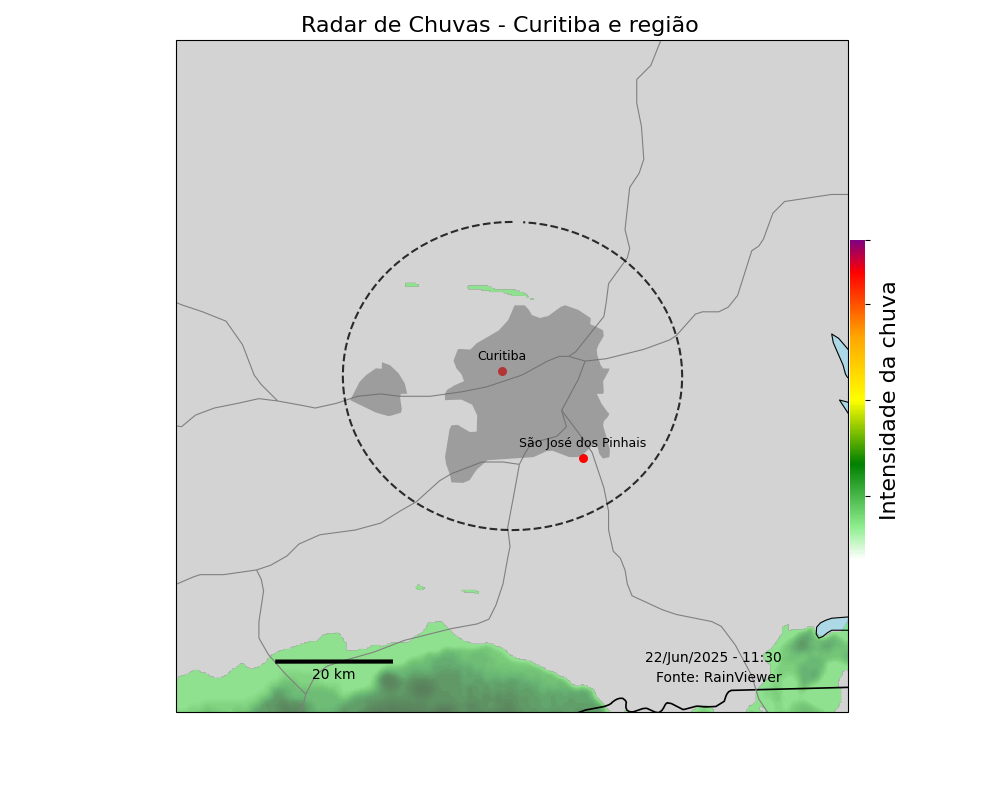 Radar de Chuvas - Curitiba e região
Curitiba
São José dos Pinhais
Intensidade da chuva
22/Jun/2025 - 11:30
Fonte: RainViewer
20 km